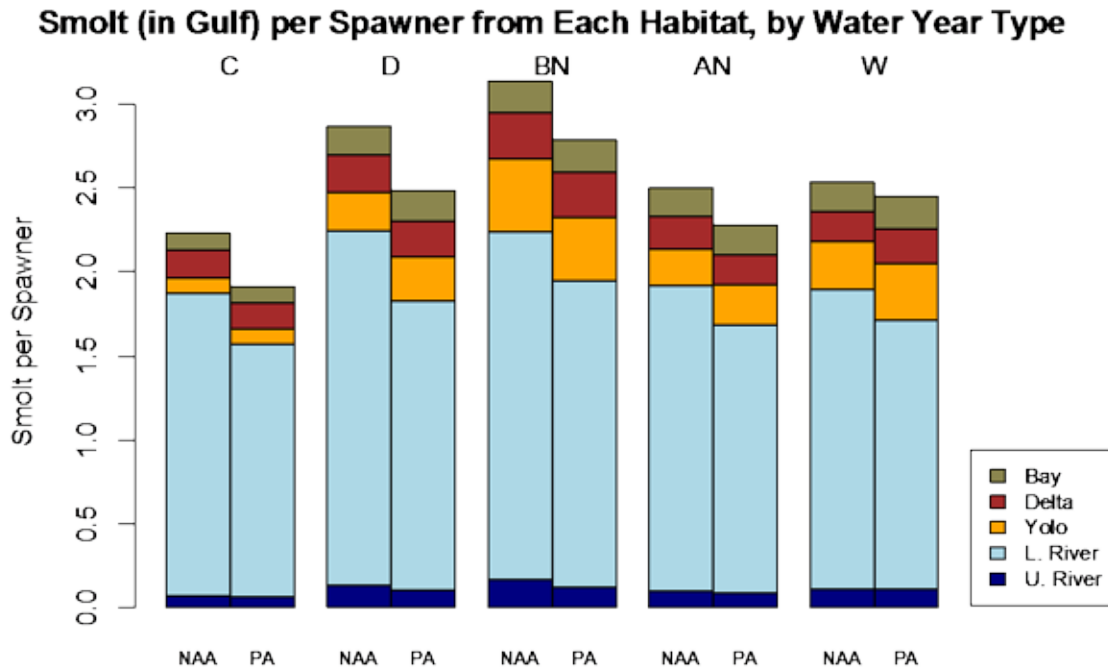 Smolt (in Gulf) per Spawner from Each Habitat, by Water Year Type
C D BN AN W
Smolt per Spawner
3.0
2.5
2.0
1.5
1.0
0.5
0.0
Bay
Delta
Yolo
L. River
U. River
NAA PA NAA PA NAA PA NAA PA NAA PA